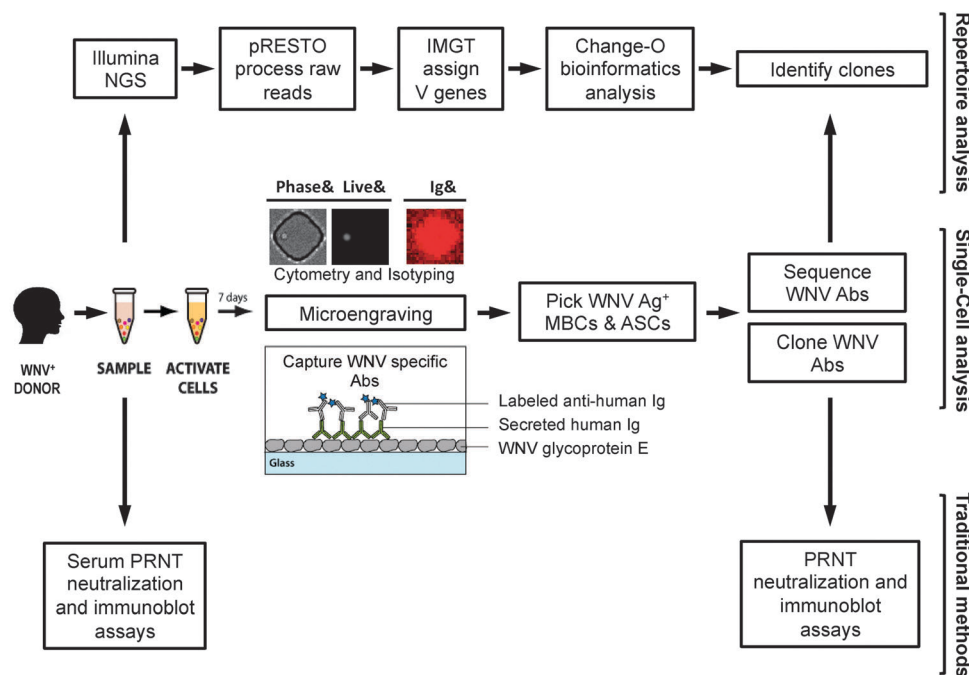 Illumina
NGS
pRESTO
process raw
reads
IMGT
assign
V genes
Change-O
bioinformatics
analysis
Identify clones
Repertoire analysis
Phase& Live& Ig&
Cytometry and Isotyping
WNV⁺
DONOR
SAMPLE
ACTIVATE
CELLS
7 days
Microengraving
Pick WNV Ag⁺
MBCs & ASCs
Sequence
WNV Abs
Clone WNV
Abs
Single-Cell analysis
Capture WNV specific
Abs
Labeled anti-human Ig
Secreted human Ig
WNV glycoprotein E
Glass
Serum PRNT
neutralization
and immunoblot
assays
PRNT
neutralization and
immunoblot
assays
Traditional methods